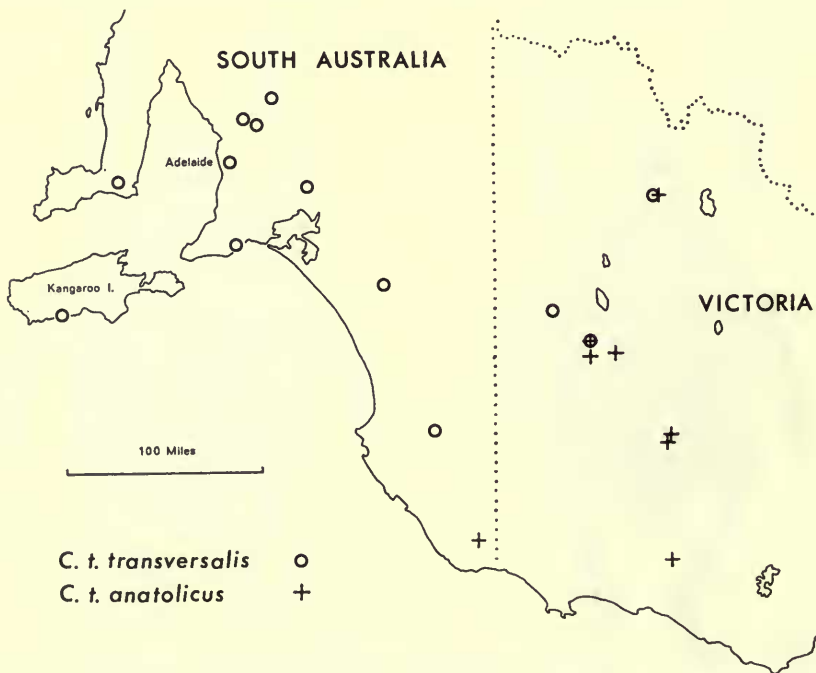 SOUTH AUSTRALIA
Adelaide
Kangaroo I.
VICTORIA
100 Miles
C. t. transversalis
C. t. anatolicus